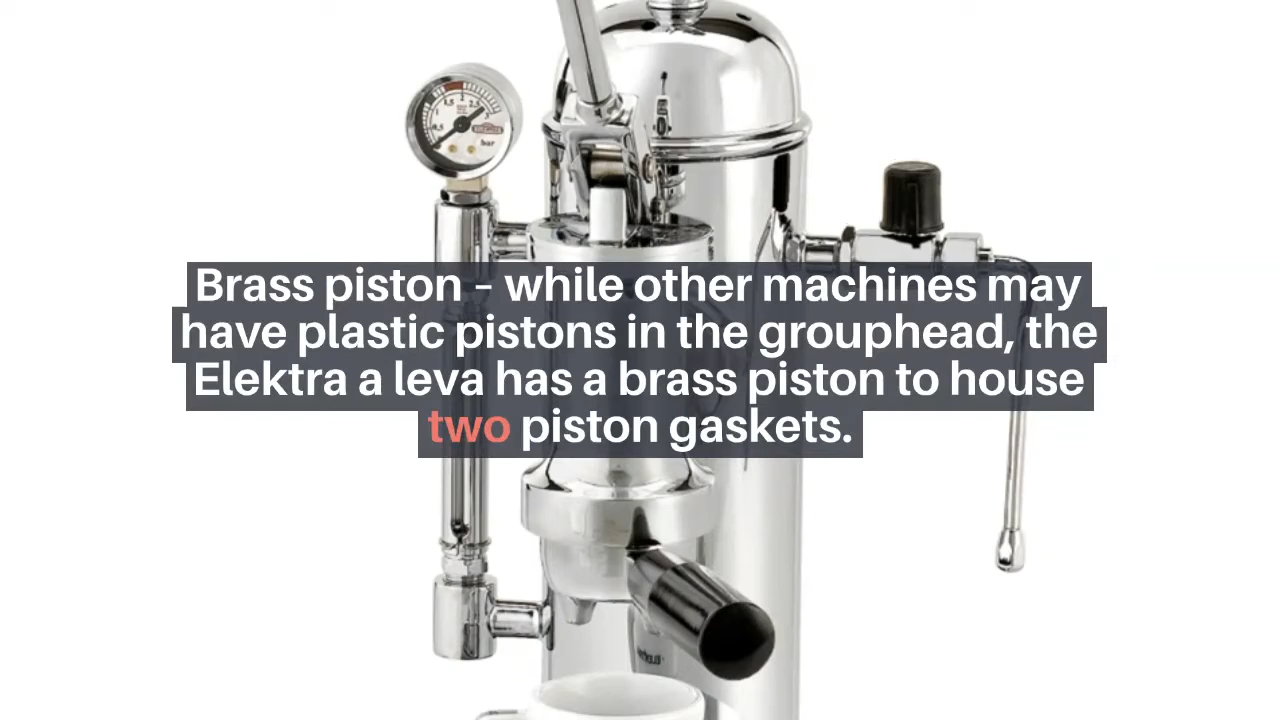 Brass piston – while other machines may
have plastic pistons in the grouphead, the
Elektra a leva has a brass piston to house
two piston gaskets.
bar